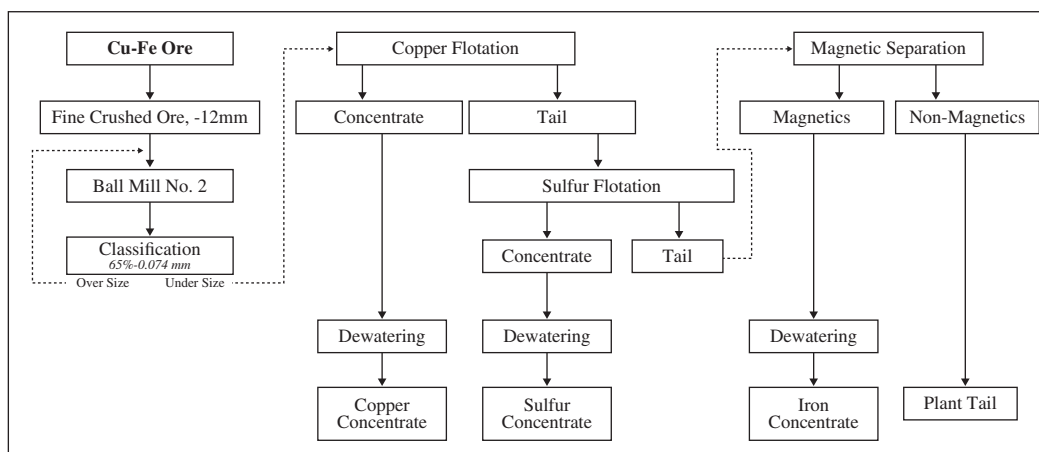 Cu-Fe Ore
Copper Flotation
Magnetic Separation
Fine Crushed Ore, -12mm
Concentrate
Tail
Magnetics
Non-Magnetics
Ball Mill No. 2
Sulfur Flotation
Classification
65%-0.074 mm
Over Size
Under Size
Concentrate
Tail
Dewatering
Dewatering
Dewatering
Copper
Concentrate
Sulfur
Concentrate
Iron
Concentrate
Plant Tail